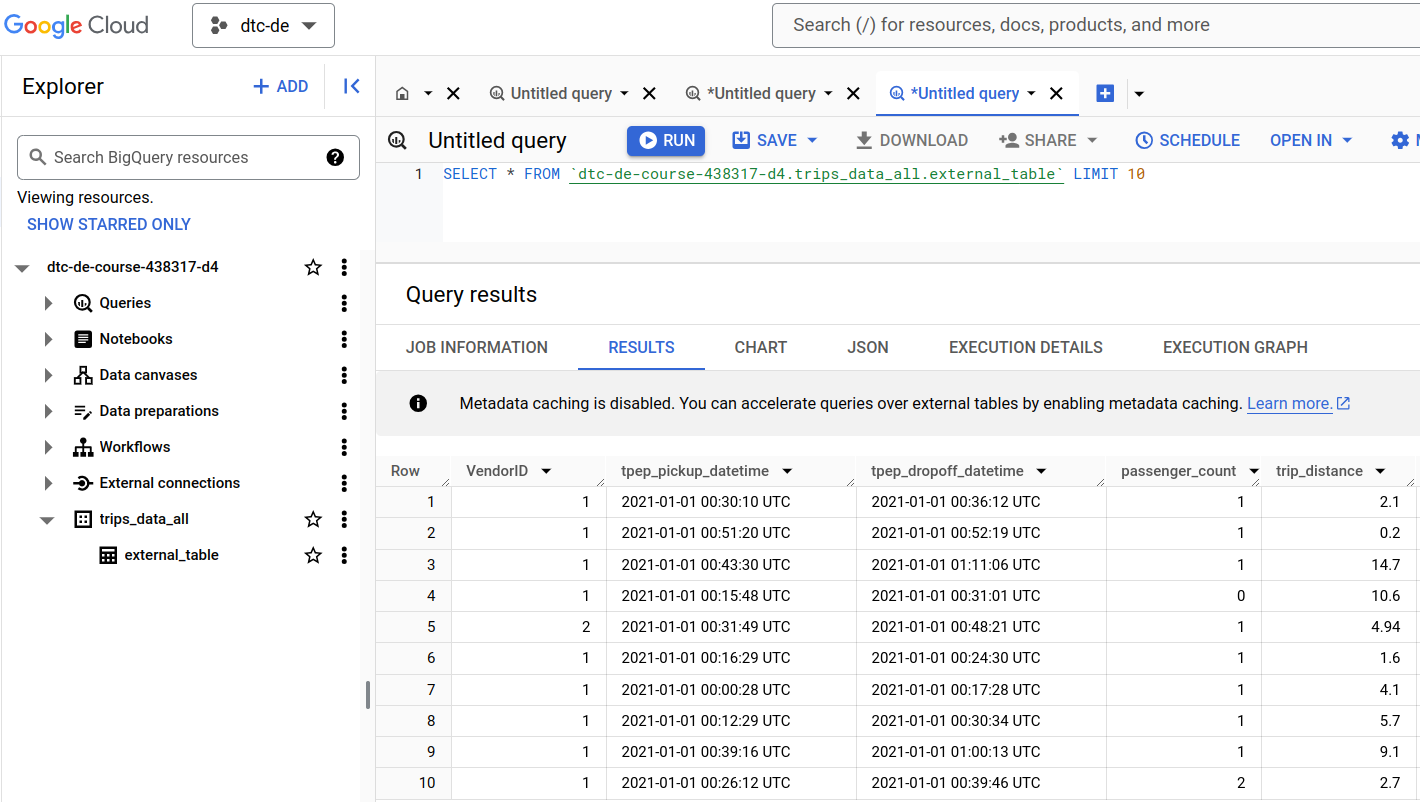 Google Cloud dtc-de Search (/) for resources, docs, products, and more
Explorer + ADD
Untitled query *Untitled query *Untitled query
Search BigQuery resources
Viewing resources.
SHOW STARRED ONLY
dtc-de-course-438317-d4
Queries
Notebooks
Data canvases
Data preparations
Workflows
External connections
trips_data_all
external_table
Untitled query RUN SAVE DOWNLOAD SHARE SCHEDULE OPEN IN
1 SELECT * FROM `dtc-de-course-438317-d4.trips_data_all.external_table` LIMIT 10
Query results
JOB INFORMATION RESULTS CHART JSON EXECUTION DETAILS EXECUTION GRAPH
Metadata caching is disabled. You can accelerate queries over external tables by enabling metadata caching. Learn more.
Row VendorID tpep_pickup_datetime tpep_dropoff_datetime passenger_count trip_distance
1 1 2021-01-01 00:30:10 UTC 2021-01-01 00:36:12 UTC 1 2.1
2 1 2021-01-01 00:51:20 UTC 2021-01-01 00:52:19 UTC 1 0.2
3 1 2021-01-01 00:43:30 UTC 2021-01-01 01:11:06 UTC 1 14.7
4 1 2021-01-01 00:15:48 UTC 2021-01-01 00:31:01 UTC 0 10.6
5 2 2021-01-01 00:31:49 UTC 2021-01-01 00:48:21 UTC 1 4.94
6 1 2021-01-01 00:16:29 UTC 2021-01-01 00:24:30 UTC 1 1.6
7 1 2021-01-01 00:00:28 UTC 2021-01-01 00:17:28 UTC 1 4.1
8 1 2021-01-01 00:12:29 UTC 2021-01-01 00:30:34 UTC 1 5.7
9 1 2021-01-01 00:39:16 UTC 2021-01-01 01:00:13 UTC 1 9.1
10 1 2021-01-01 00:26:12 UTC 2021-01-01 00:39:46 UTC 2 2.7